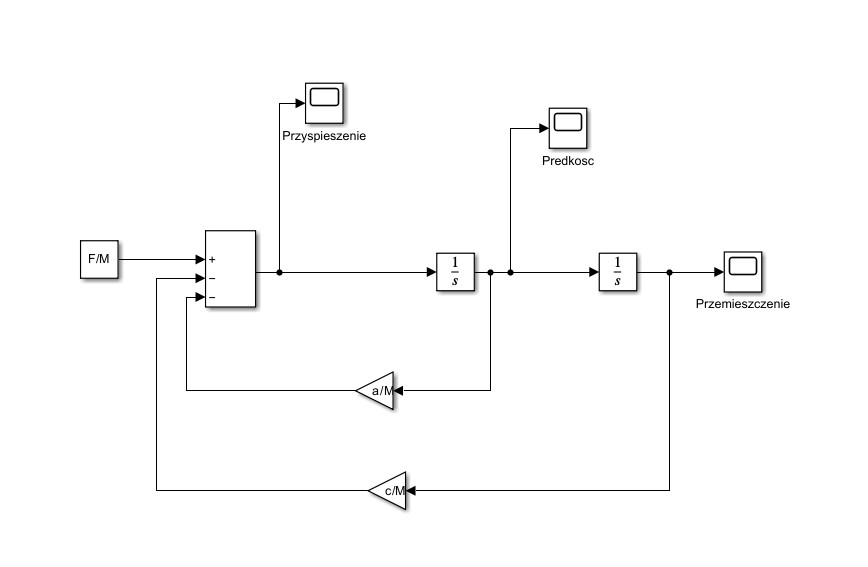 Przyspieszenie
Predkosc
F/M
+
−
−
1
s
1
s
Przemieszczenie
a/M
c/M